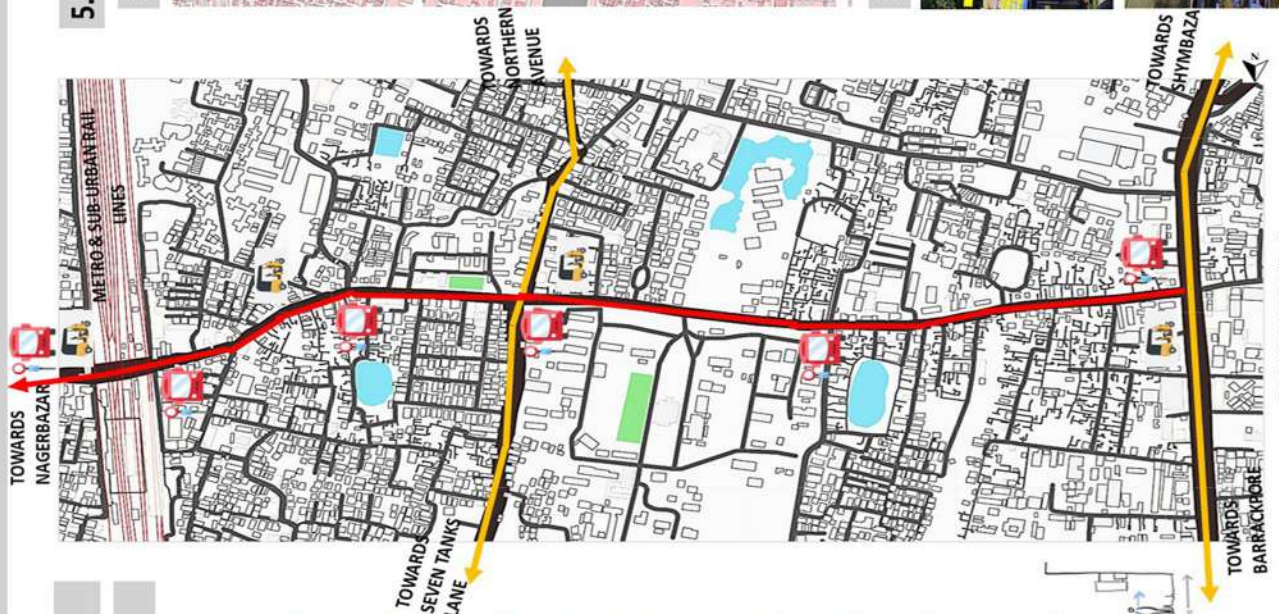 5.
TOWARDS
NORTHERN
AVENUE
TOWARDS
SHYMBAZA
METRO & SUB-URBAN RAIL
LINES
TOWARDS
NAGERBAZAR
TOWARDS
SEVEN TANKS
LANE
TOWARDS
BARRACKPORE
N